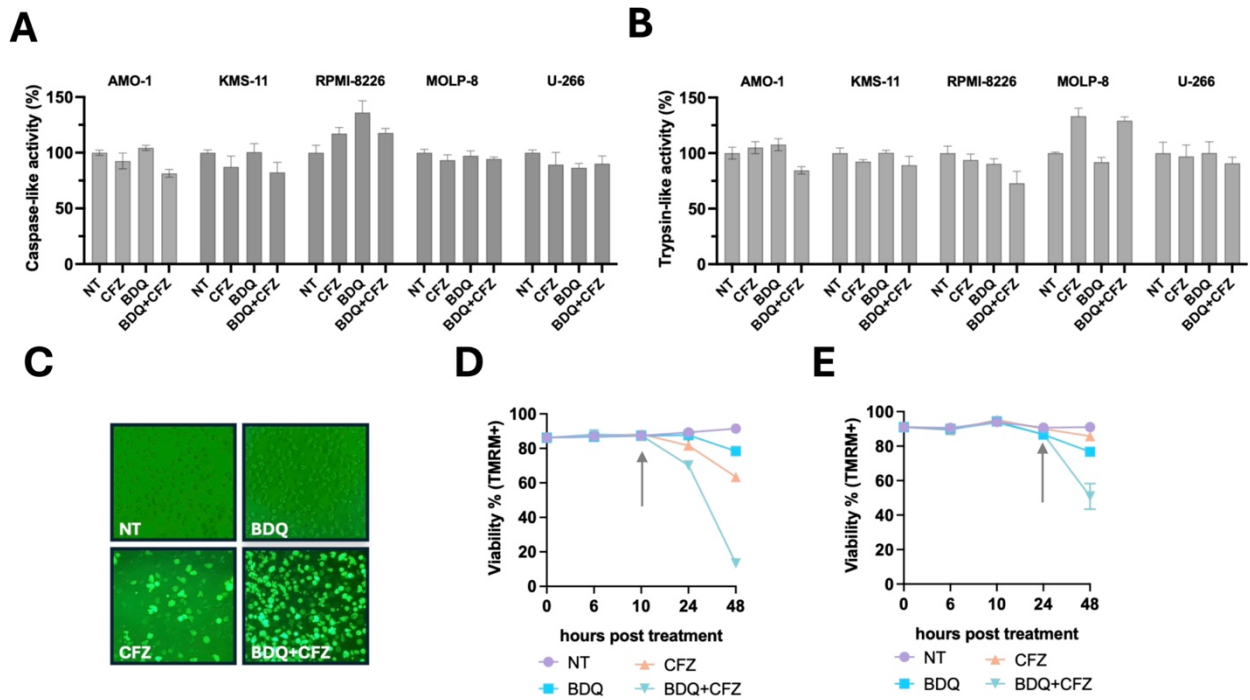 A
B
AMO-1 KMS-11 RPMI-8226 MOLP-8 U-266
Caspase-like activity (%)
150
100
50
0
NT CFZ BDQ BDQ+CFZ NT CFZ BDQ BDQ+CFZ NT CFZ BDQ BDQ+CFZ NT CFZ BDQ BDQ+CFZ NT CFZ BDQ BDQ+CFZ
AMO-1 KMS-11 RPMI-8226 MOLP-8 U-266
Trypsin-like activity (%)
150
100
50
0
NT CFZ BDQ BDQ+CFZ NT CFZ BDQ BDQ+CFZ NT CFZ BDQ BDQ+CFZ NT CFZ BDQ BDQ+CFZ NT CFZ BDQ BDQ+CFZ
C
NT BDQ
CFZ BDQ+CFZ
D
Viability % (TMRM+)
100
80
60
40
20
0
0 6 10 24 48
hours post treatment
NT CFZ
BDQ BDQ+CFZ
E
Viability % (TMRM+)
100
80
60
40
20
0
0 6 10 24 48
hours post treatment
NT CFZ
BDQ BDQ+CFZ